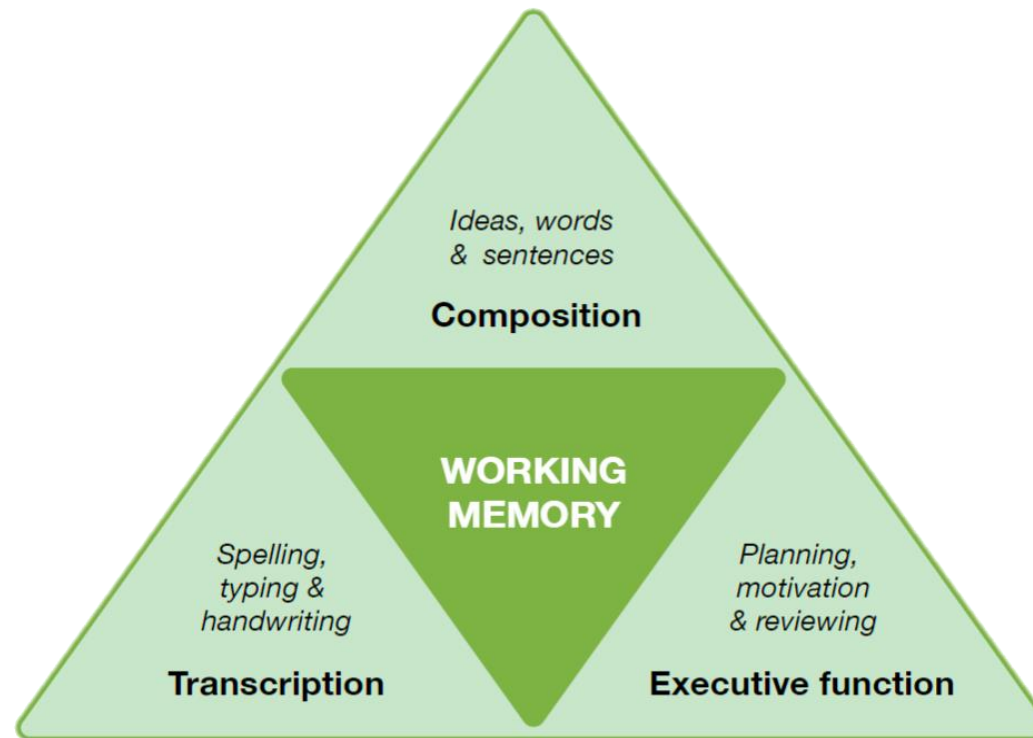 Ideas, words
& sentences
Composition
WORKING
MEMORY
Spelling,
typing &
handwriting
Transcription
Planning,
motivation
& reviewing
Executive function